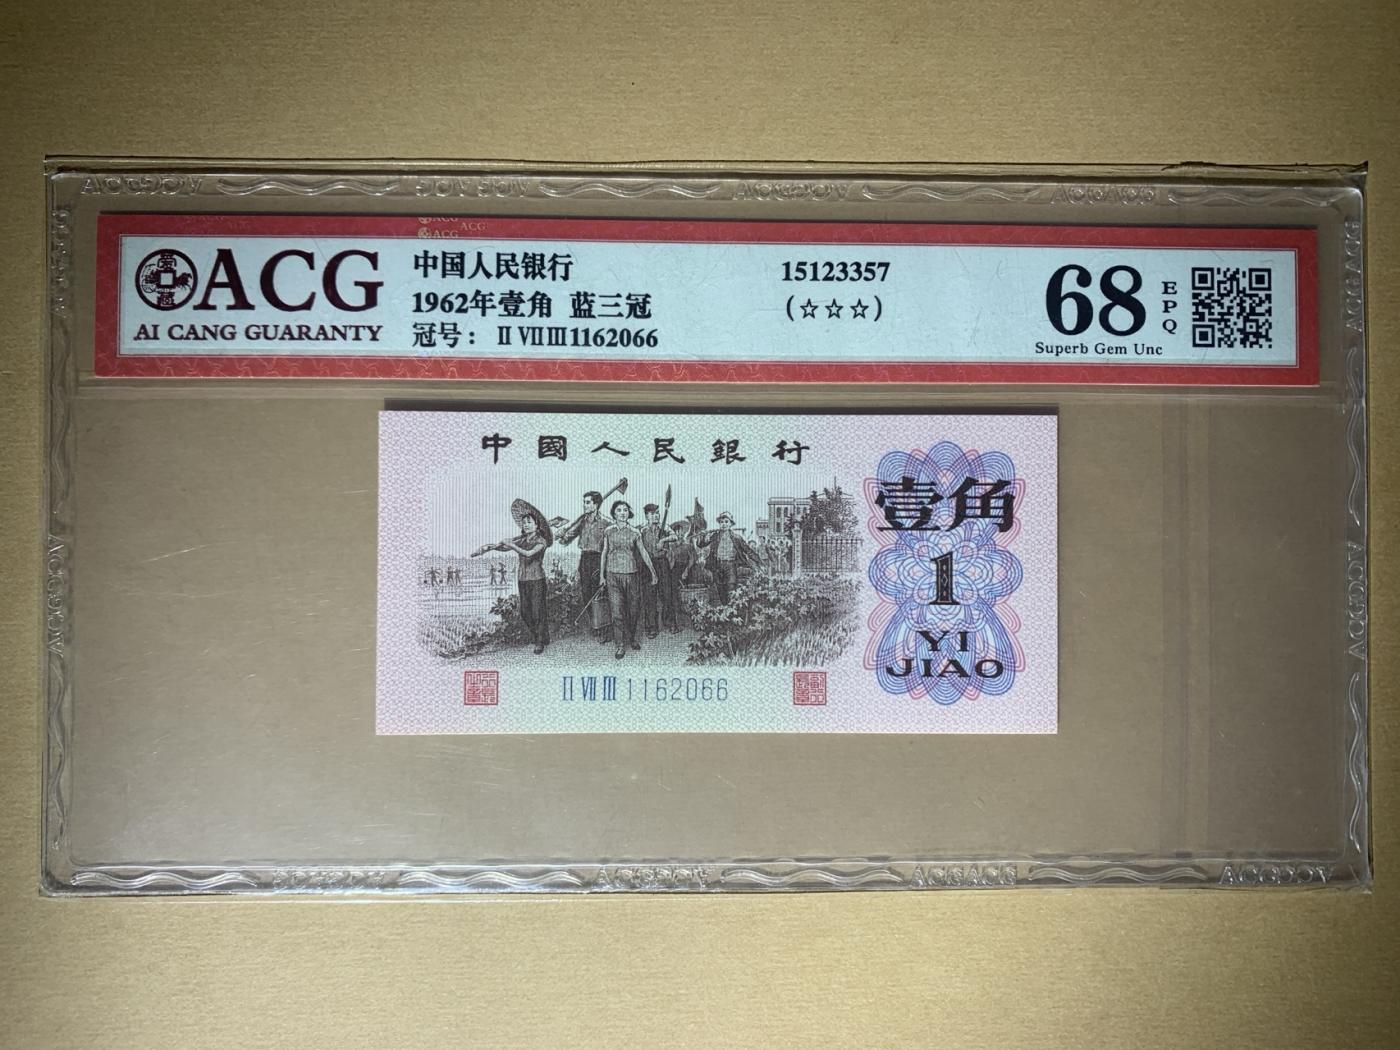 ACG
AI CANG GUARANTY
中国人民银行
1962年壹角 蓝三冠
冠号：ⅡⅦⅢ1162066
15123357
(☆☆☆)
68
EPQ
Superb Gem Unc
中國人民銀行
壹角
1
YI
JIAO
ⅡⅦⅢ1162066